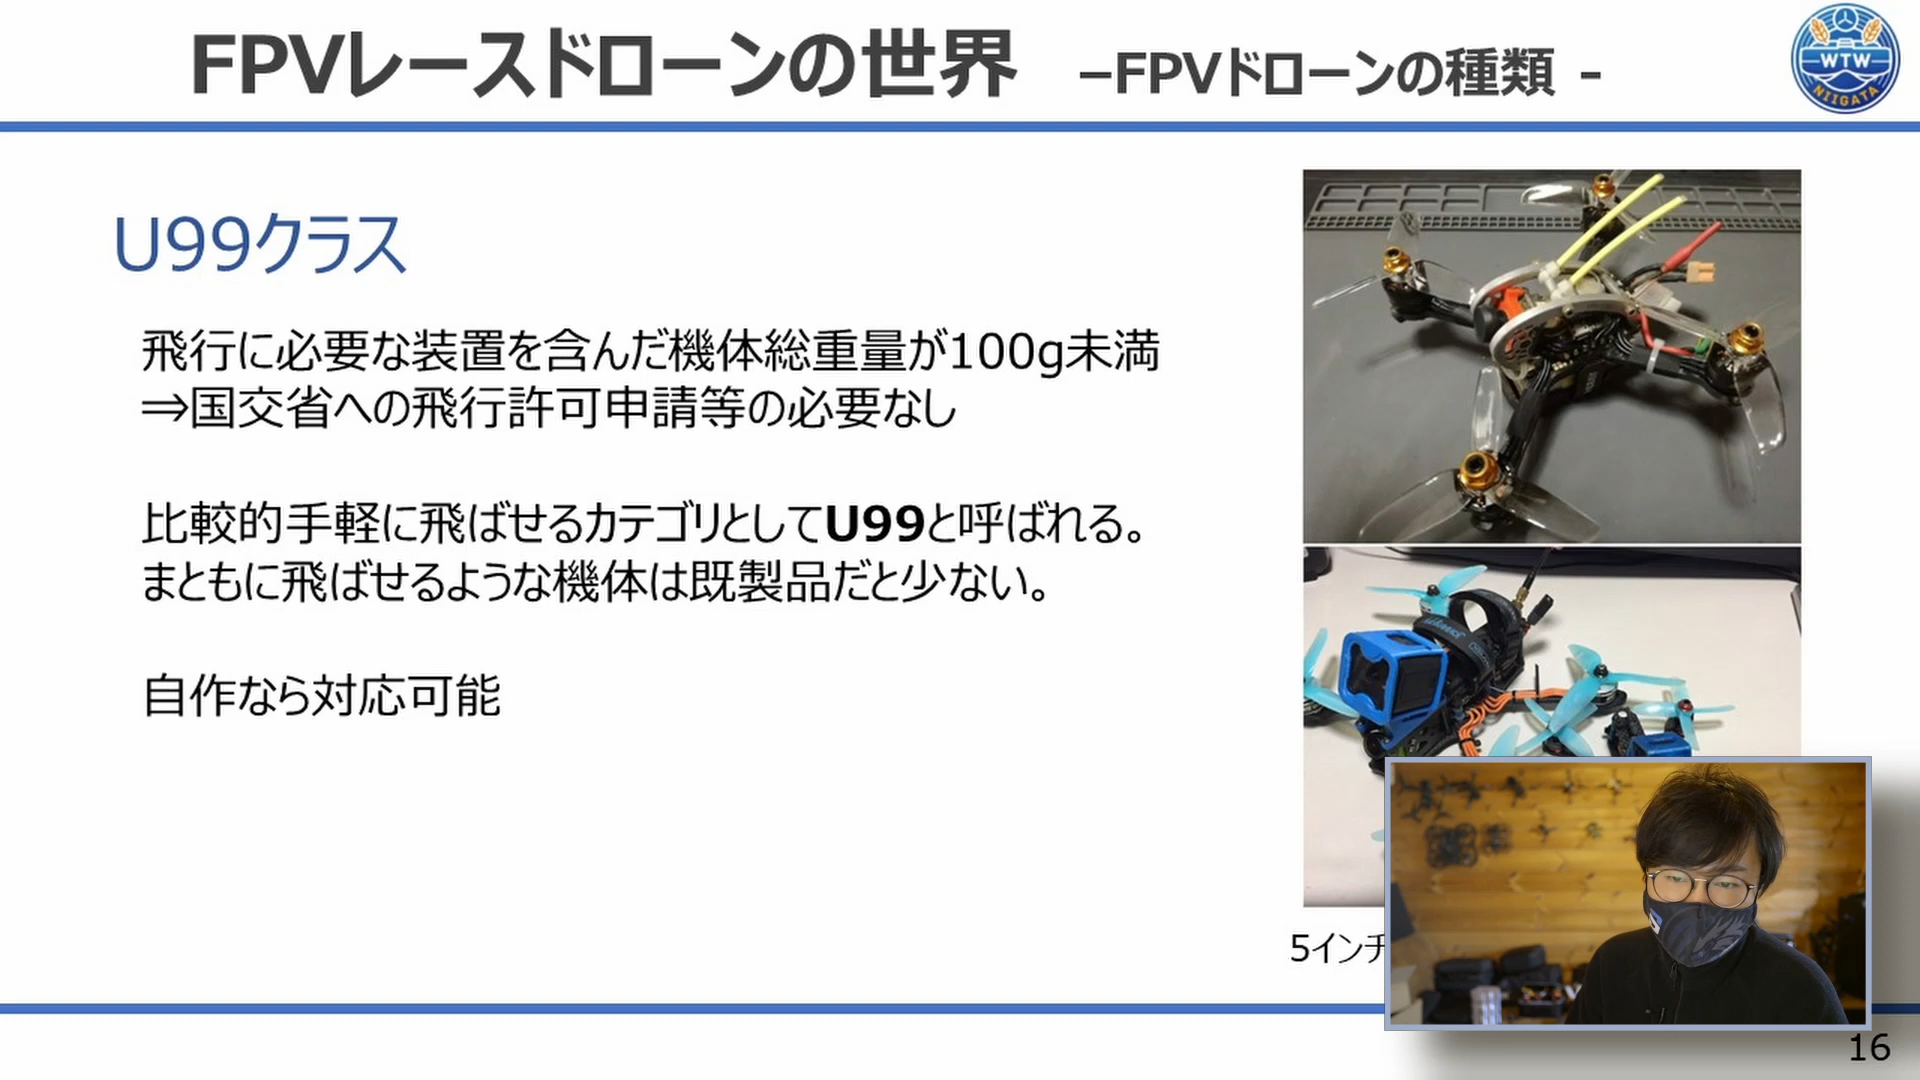 FPVレースドローンの世界 –FPVドローンの種類 -
WTW
NIIGATA
U99クラス
飛行に必要な装置を含んだ機体総重量が100g未満
⇒国交省への飛行許可申請等の必要なし
比較的手軽に飛ばせるカテゴリとしてU99と呼ばれる。
まともに飛ばせるような機体は既製品だと少ない。
自作なら対応可能
5インチ
16